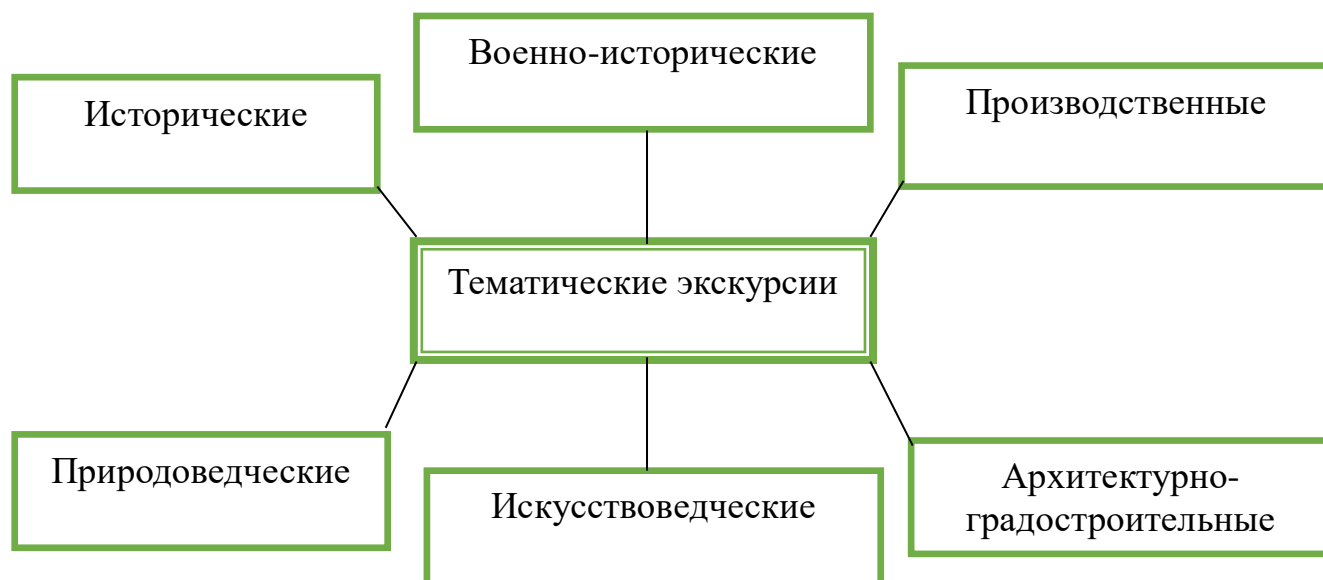 Военно-исторические
Исторические
Производственные
Тематические экскурсии
Природоведческие
Искусствоведческие
Архитектурно-
градостроительные